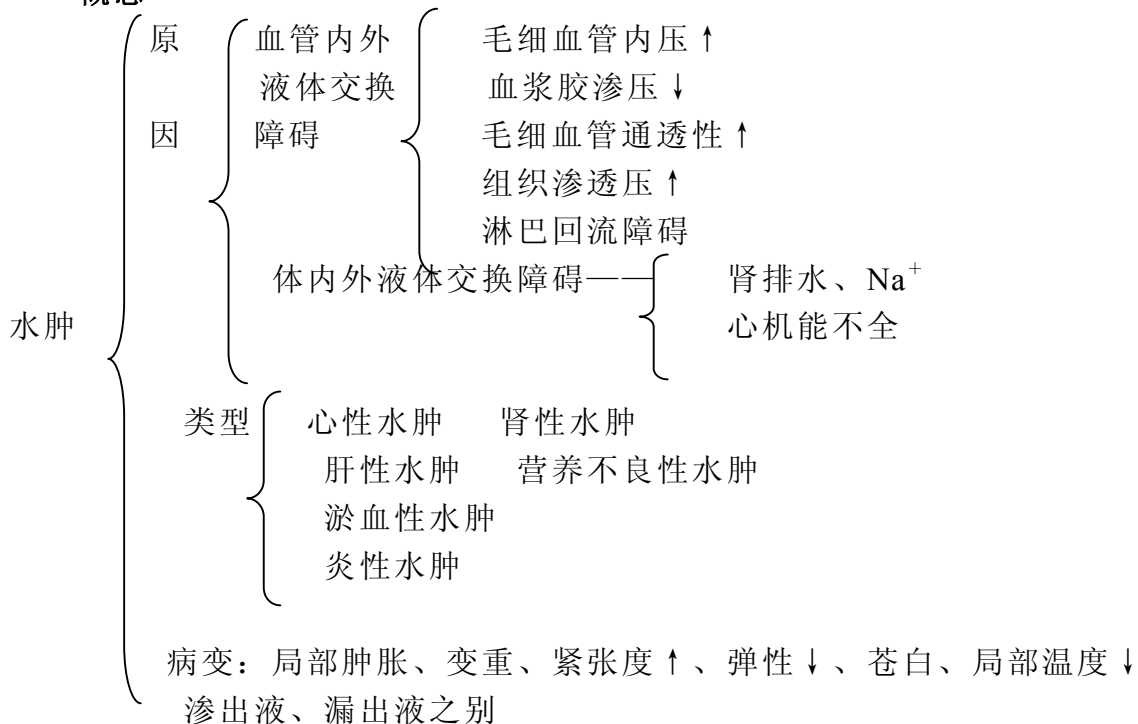 概念
原 血管内外 毛细血管内压↑
液体交换 血浆胶渗压↓
因 障碍 毛细血管通透性↑
组织渗透压↑
淋巴回流障碍
体内外液体交换障碍—— 肾排水、Na⁺
水肿 心机能不全
类型 心性水肿 肾性水肿
肝性水肿 营养不良性水肿
淤血性水肿
炎性水肿
病变：局部肿胀、变重、紧张度↑、弹性↓、苍白、局部温度↓
渗出液、漏出液之别